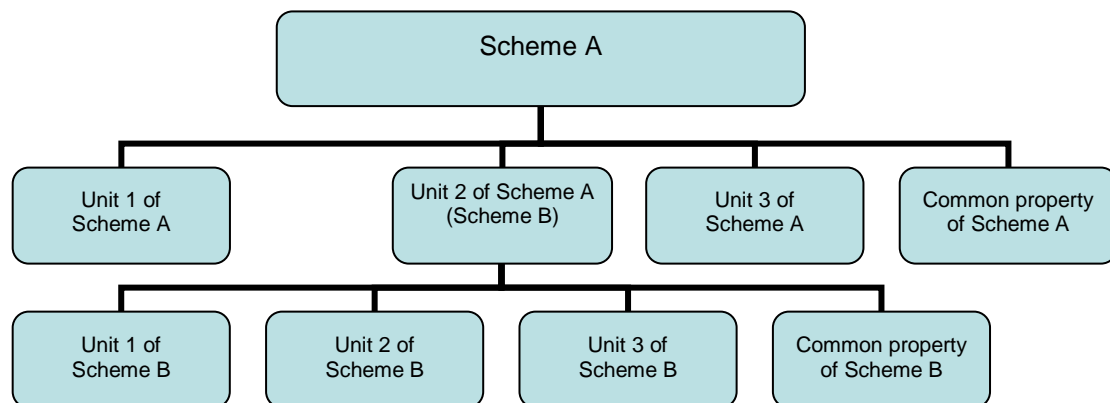 Scheme A
Unit 1 of
Scheme A
Unit 2 of Scheme A
(Scheme B)
Unit 3 of
Scheme A
Common property
of Scheme A
Unit 1 of
Scheme B
Unit 2 of
Scheme B
Unit 3 of
Scheme B
Common property
of Scheme B